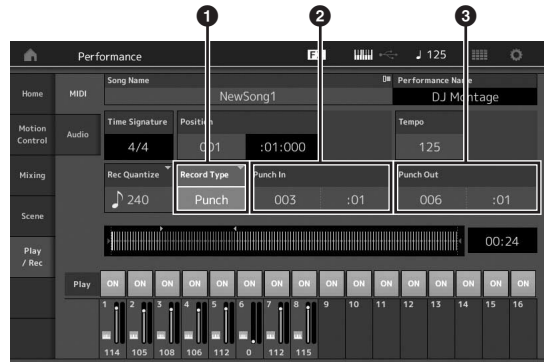 1 2 3
Performance 125
Song Name Performance Name
NewSong1 DJ Montage
Home MIDI
Time Signature Position Tempo
4/4 001 :01:000 125
Motion Control Audio
Rec Quantize Record Type Punch In Punch Out
240 Punch 003 :01 006 :01
Mixing
Scene
00:24
Play / Rec
Play ON ON ON ON ON ON ON ON ON ON ON ON ON ON ON ON
1 2 3 4 5 6 7 8 9 10 11 12 13 14 15 16
114 105 108 106 112 0 112 115